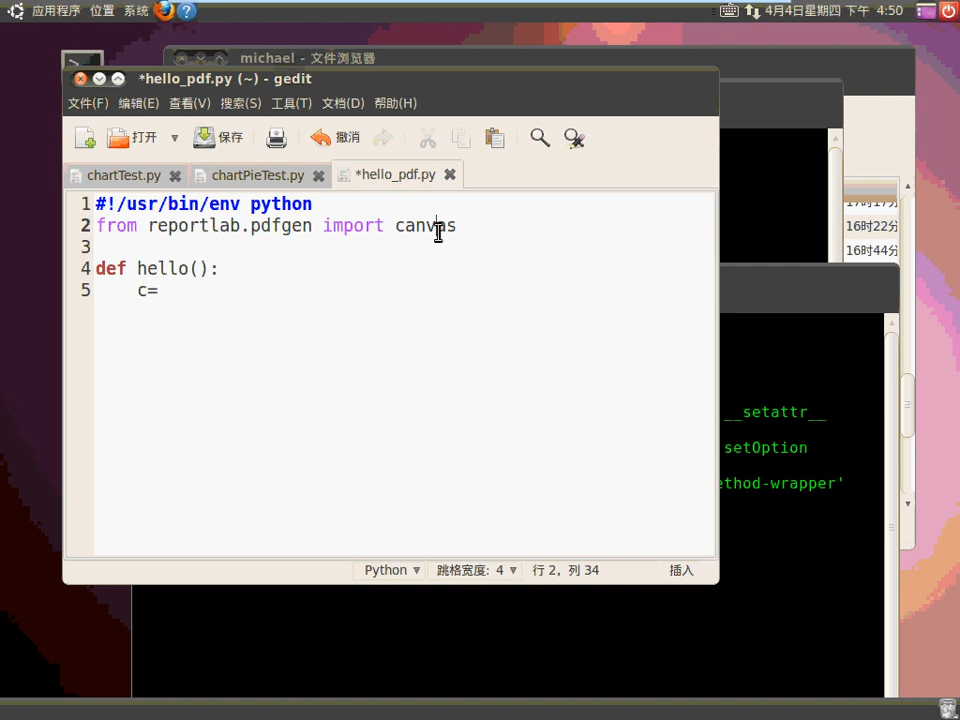 应用程序 位置 系统 ? 4月4日星期四 下午 4:50
michael - 文件浏览器
*hello_pdf.py (~) - gedit
文件(F) 编辑(E) 查看(V) 搜索(S) 工具(T) 文档(D) 帮助(H)
打开 保存 撤消
chartTest.py chartPieTest.py *hello_pdf.py
1 #!/usr/bin/env python
2 from reportlab.pdfgen import canvas
3
4 def hello():
5 c=
16时22分
16时44分
__setattr__
setOption
ethod-wrapper'
Python 跳格宽度: 4 行 2, 列 34 插入